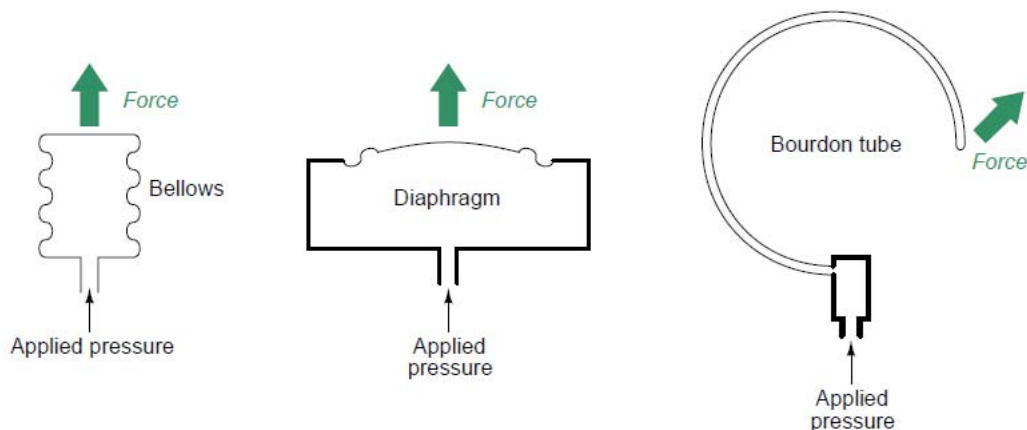 Force
Bellows
Applied pressure
Force
Diaphragm
Applied
pressure
Bourdon tube
Force
Applied
pressure